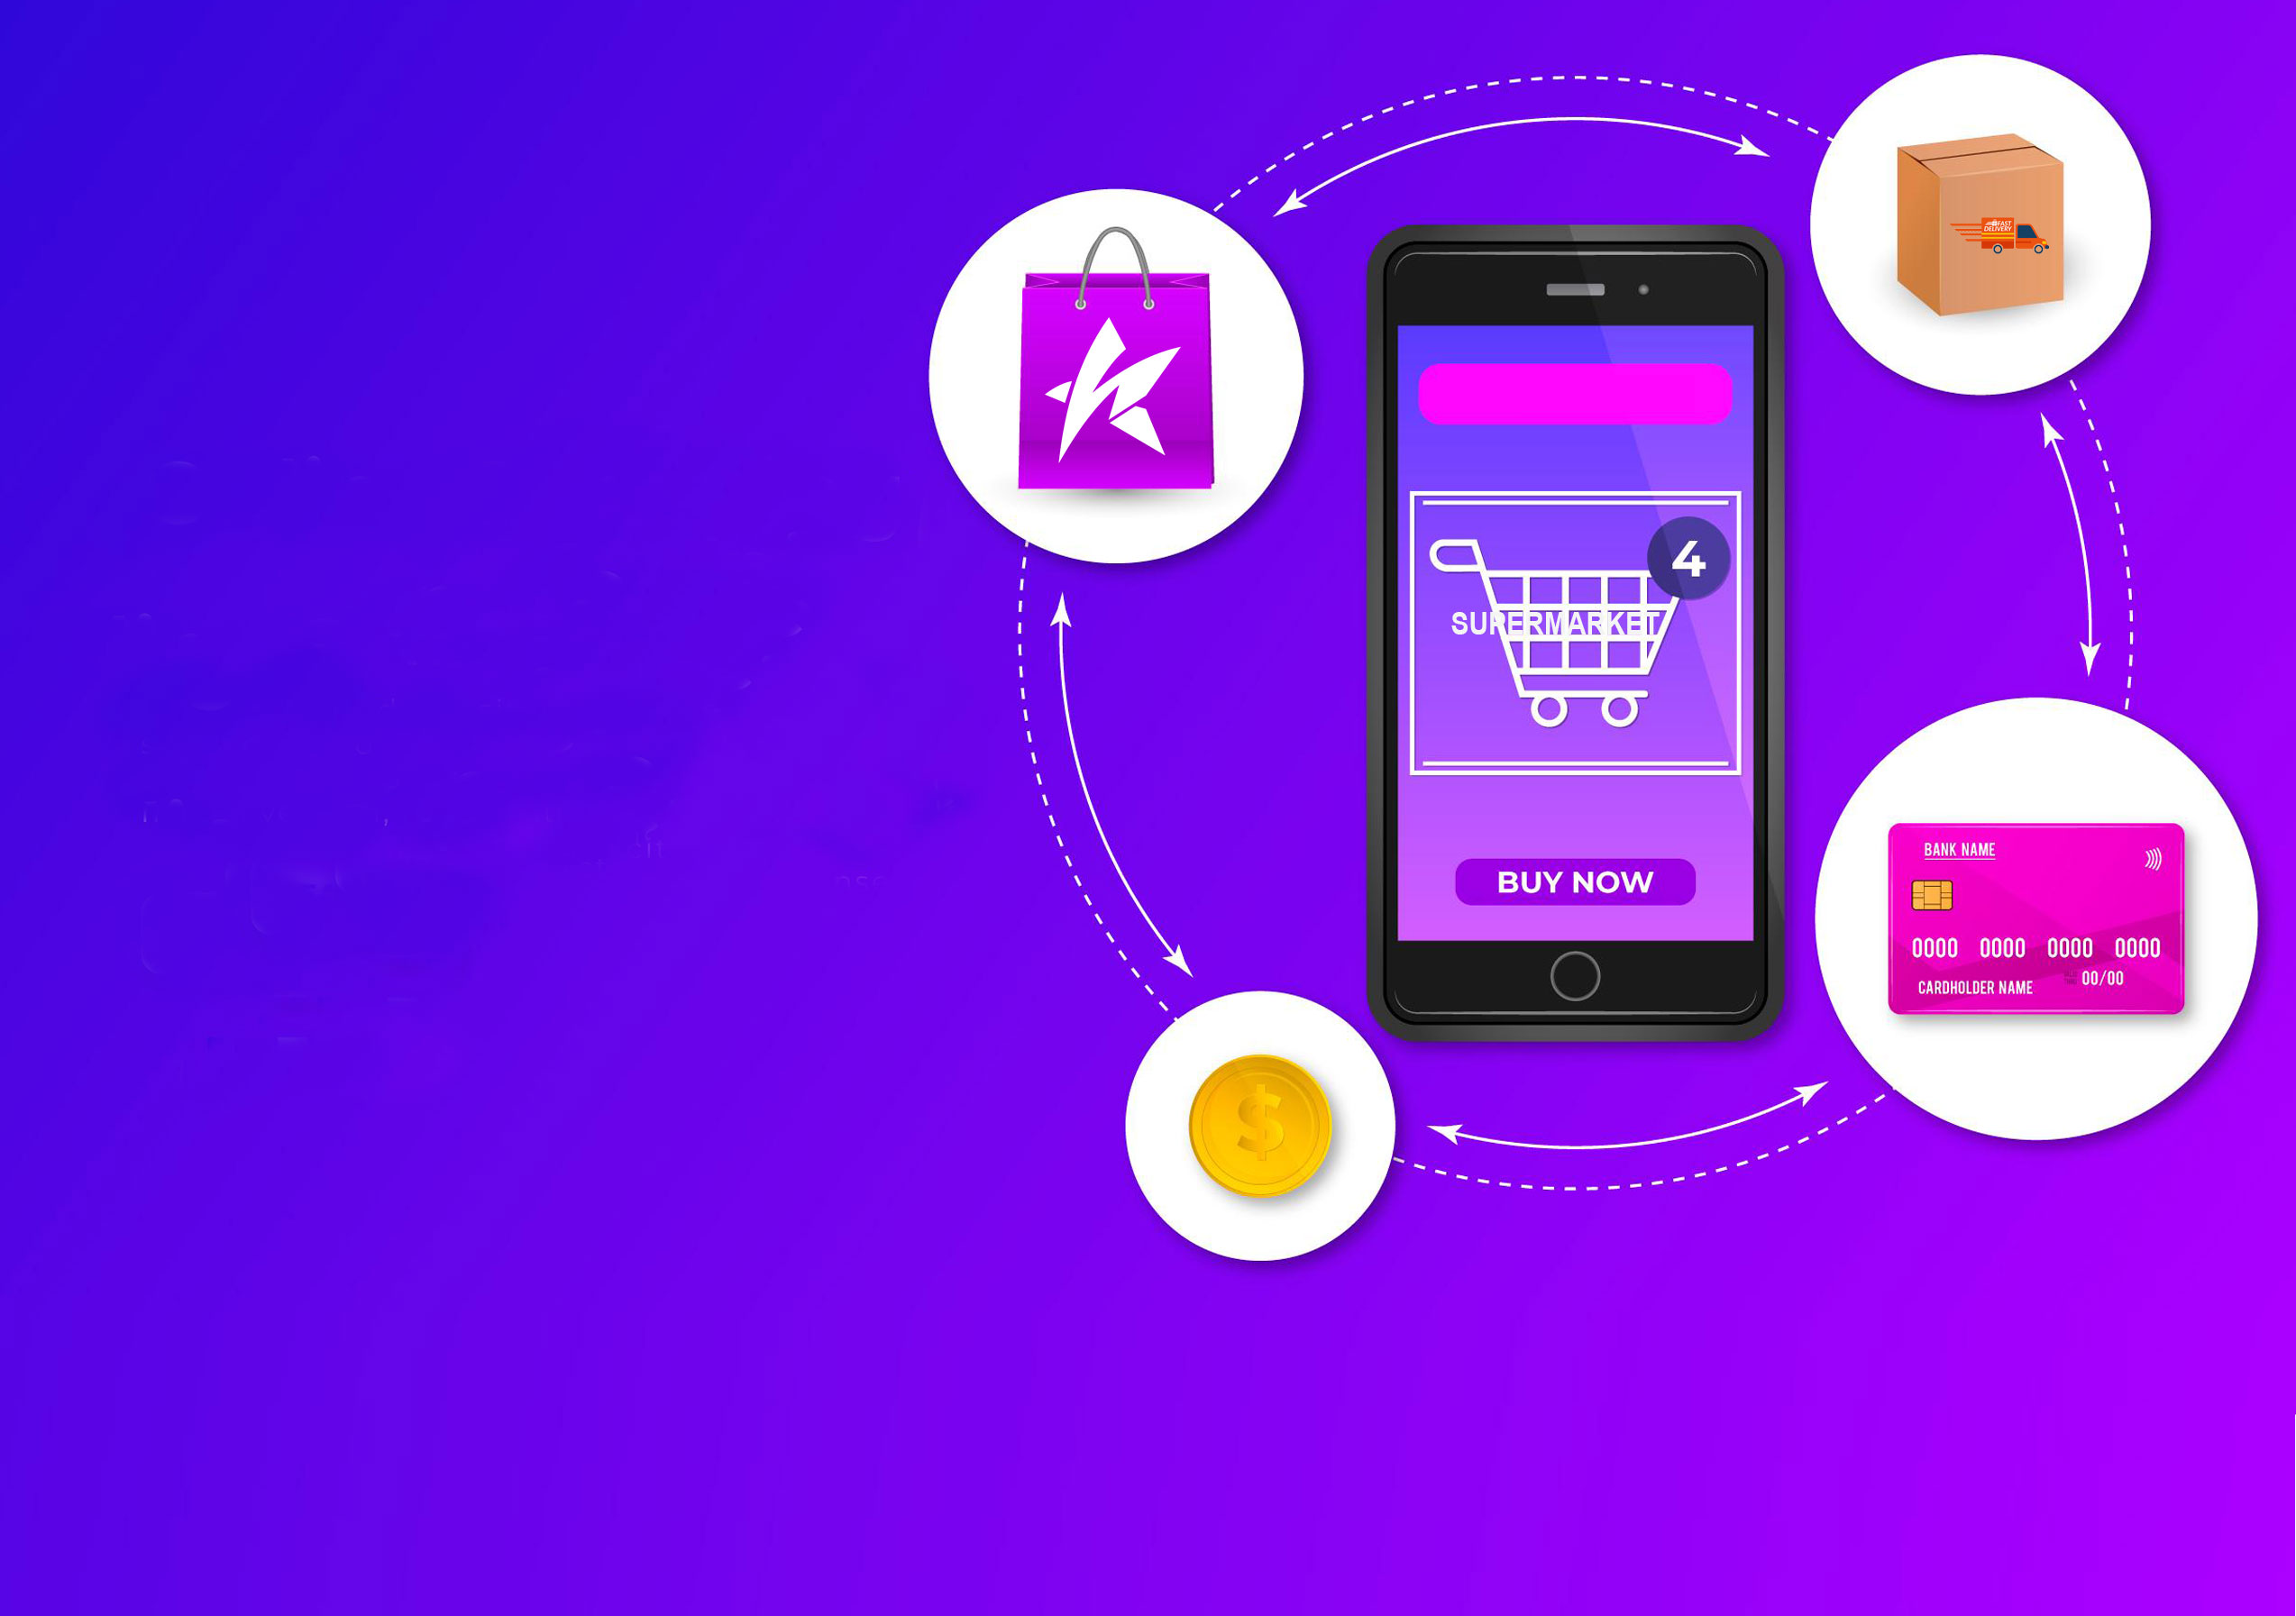 FAST
DELIVERY
4
SUPERMARKET
BUY NOW
BANK NAME
0000 0000 0000 0000
00/00
CARDHOLDER NAME